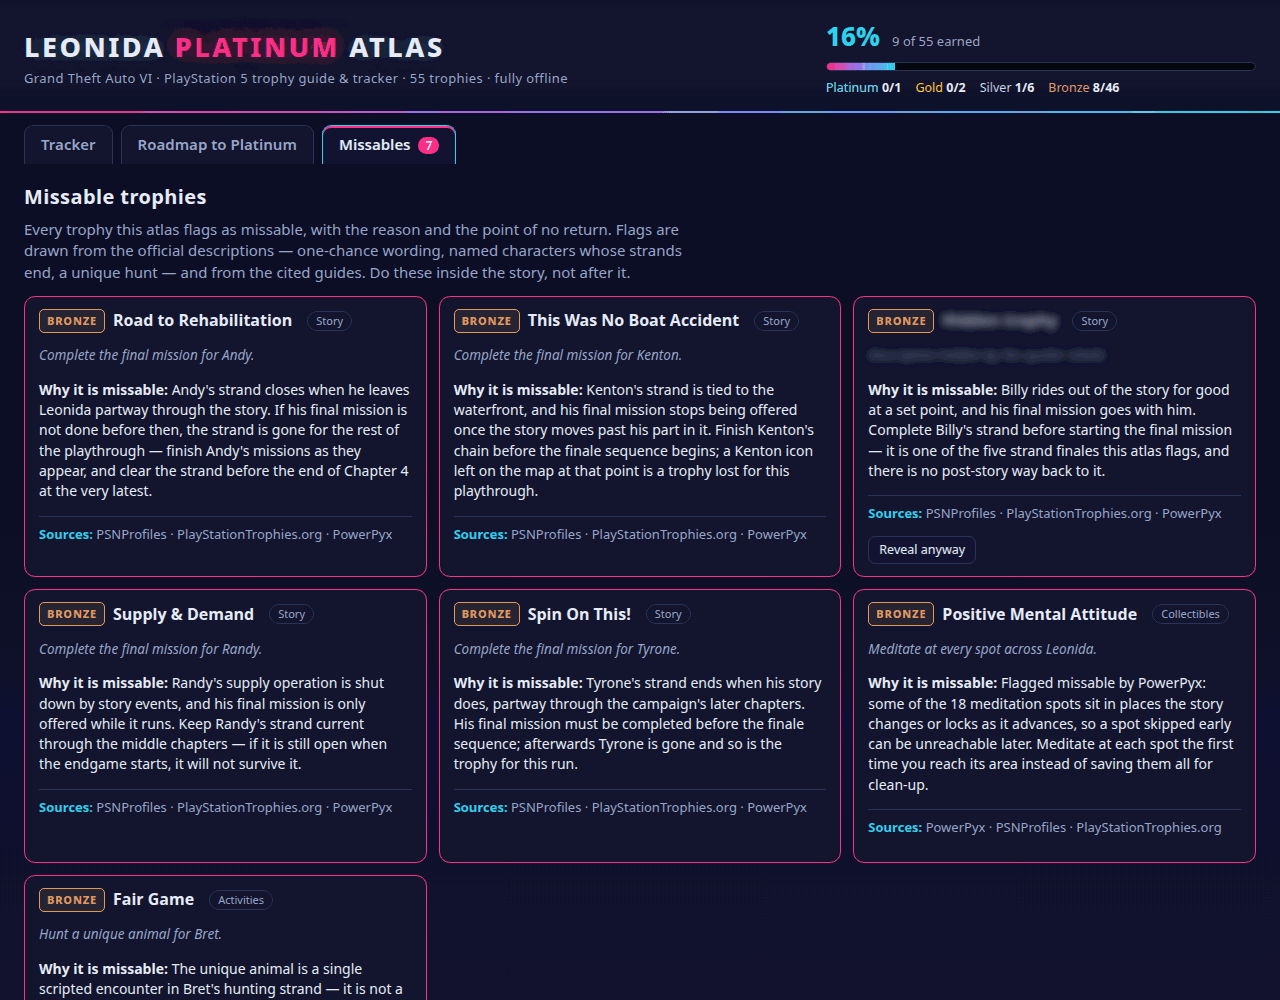 LEONIDA PLATINUM ATLAS
Grand Theft Auto VI · PlayStation 5 trophy guide & tracker · 55 trophies · fully offline
16% 9 of 55 earned
Platinum 0/1 Gold 0/2 Silver 1/6 Bronze 8/46
Tracker
Roadmap to Platinum
Missables 7
Missable trophies
Every trophy this atlas flags as missable, with the reason and the point of no return. Flags are
drawn from the official descriptions — one-chance wording, named characters whose strands
end, a unique hunt — and from the cited guides. Do these inside the story, not after it.
BRONZE Road to Rehabilitation Story
Complete the final mission for Andy.
Why it is missable: Andy's strand closes when he leaves
Leonida partway through the story. If his final mission is
not done before then, the strand is gone for the rest of
the playthrough — finish Andy's missions as they
appear, and clear the strand before the end of Chapter 4
at the very latest.
Sources: PSNProfiles · PlayStationTrophies.org · PowerPyx
BRONZE This Was No Boat Accident Story
Complete the final mission for Kenton.
Why it is missable: Kenton's strand is tied to the
waterfront, and his final mission stops being offered
once the story moves past his part in it. Finish Kenton's
chain before the finale sequence begins; a Kenton icon
left on the map at that point is a trophy lost for this
playthrough.
Sources: PSNProfiles · PlayStationTrophies.org · PowerPyx
BRONZE Story
Why it is missable: Billy rides out of the story for good
at a set point, and his final mission goes with him.
Complete Billy's strand before starting the final mission
— it is one of the five strand finales this atlas flags, and
there is no post-story way back to it.
Sources: PSNProfiles · PlayStationTrophies.org · PowerPyx
Reveal anyway
BRONZE Supply & Demand Story
Complete the final mission for Randy.
Why it is missable: Randy's supply operation is shut
down by story events, and his final mission is only
offered while it runs. Keep Randy's strand current
through the middle chapters — if it is still open when
the endgame starts, it will not survive it.
Sources: PSNProfiles · PlayStationTrophies.org · PowerPyx
BRONZE Spin On This! Story
Complete the final mission for Tyrone.
Why it is missable: Tyrone's strand ends when his story
does, partway through the campaign's later chapters.
His final mission must be completed before the finale
sequence; afterwards Tyrone is gone and so is the
trophy for this run.
Sources: PSNProfiles · PlayStationTrophies.org · PowerPyx
BRONZE Positive Mental Attitude Collectibles
Meditate at every spot across Leonida.
Why it is missable: Flagged missable by PowerPyx:
some of the 18 meditation spots sit in places the story
changes or locks as it advances, so a spot skipped early
can be unreachable later. Meditate at each spot the first
time you reach its area instead of saving them all for
clean-up.
Sources: PowerPyx · PSNProfiles · PlayStationTrophies.org
BRONZE Fair Game Activities
Hunt a unique animal for Bret.
Why it is missable: The unique animal is a single
scripted encounter in Bret's hunting strand — it is not a